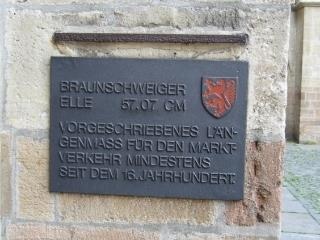 BRAUNSCHWEIGER
ELLE 57,07 CM
VORGESCHRIEBENES LÄN-
GENMASS FÜR DEN MARKT-
VERKEHR MINDESTENS
SEIT DEM 16. JAHRHUNDERT.